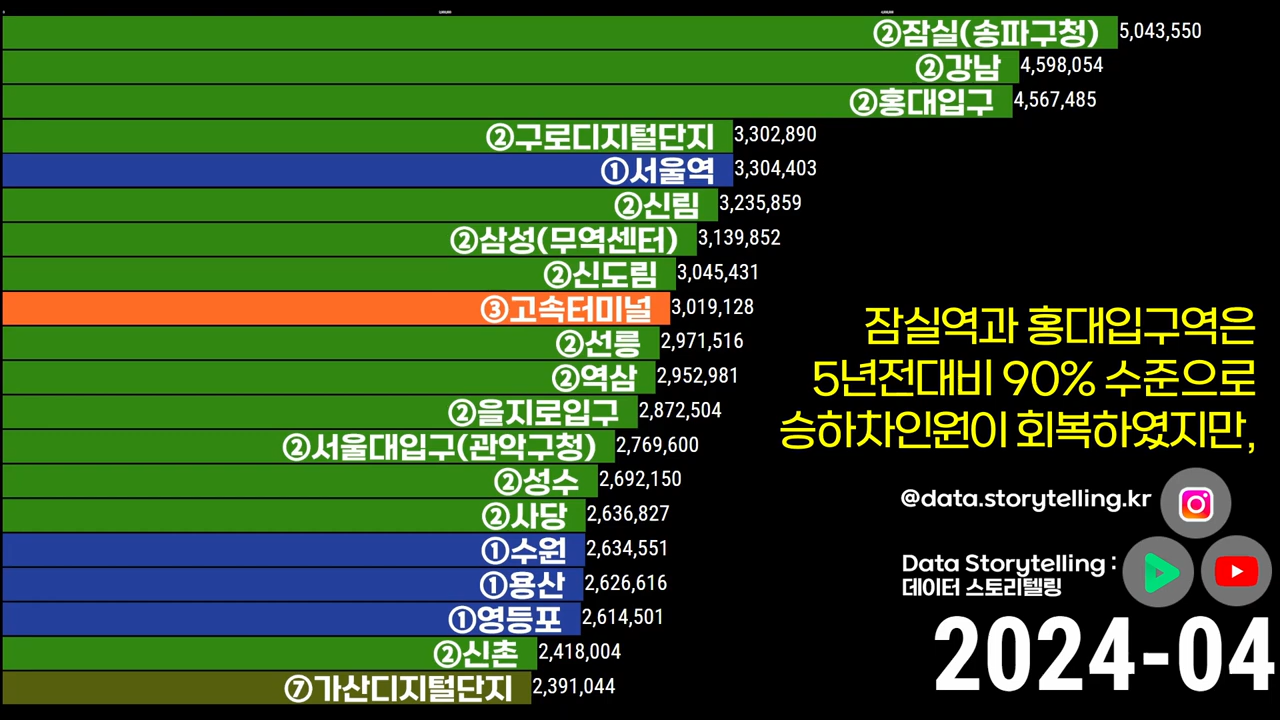 ②잠실(송파구청) 5,043,550
②강남 4,598,054
②홍대입구 4,567,485
②구로디지털단지 3,302,890
①서울역 3,304,403
②신림 3,235,859
②삼성(무역센터) 3,139,852
②신도림 3,045,431
③고속터미널 3,019,128
②선릉 2,971,516
②역삼 2,952,981
②을지로입구 2,872,504
②서울대입구(관악구청) 2,769,600
②성수 2,692,150
②사당 2,636,827
①수원 2,634,551
①용산 2,626,616
①영등포 2,614,501
②신촌 2,418,004
⑦가산디지털단지 2,391,044
잠실역과 홍대입구역은
5년전대비 90% 수준으로
승하차인원이 회복하였지만,
@data.storytelling.kr
Data Storytelling :
데이터 스토리텔링
2024-04